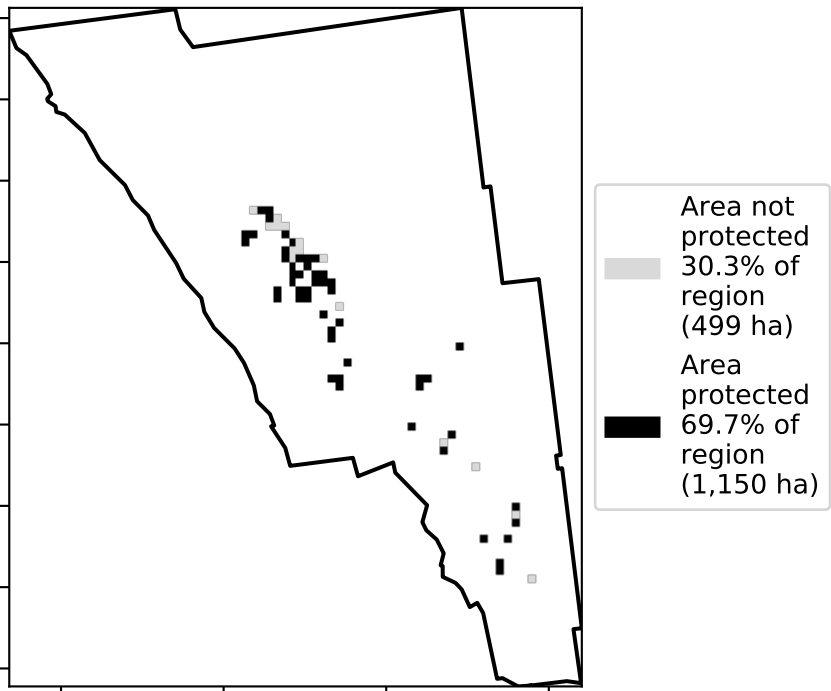 Area not
protected
30.3% of
region
(499 ha)
Area
protected
69.7% of
region
(1,150 ha)